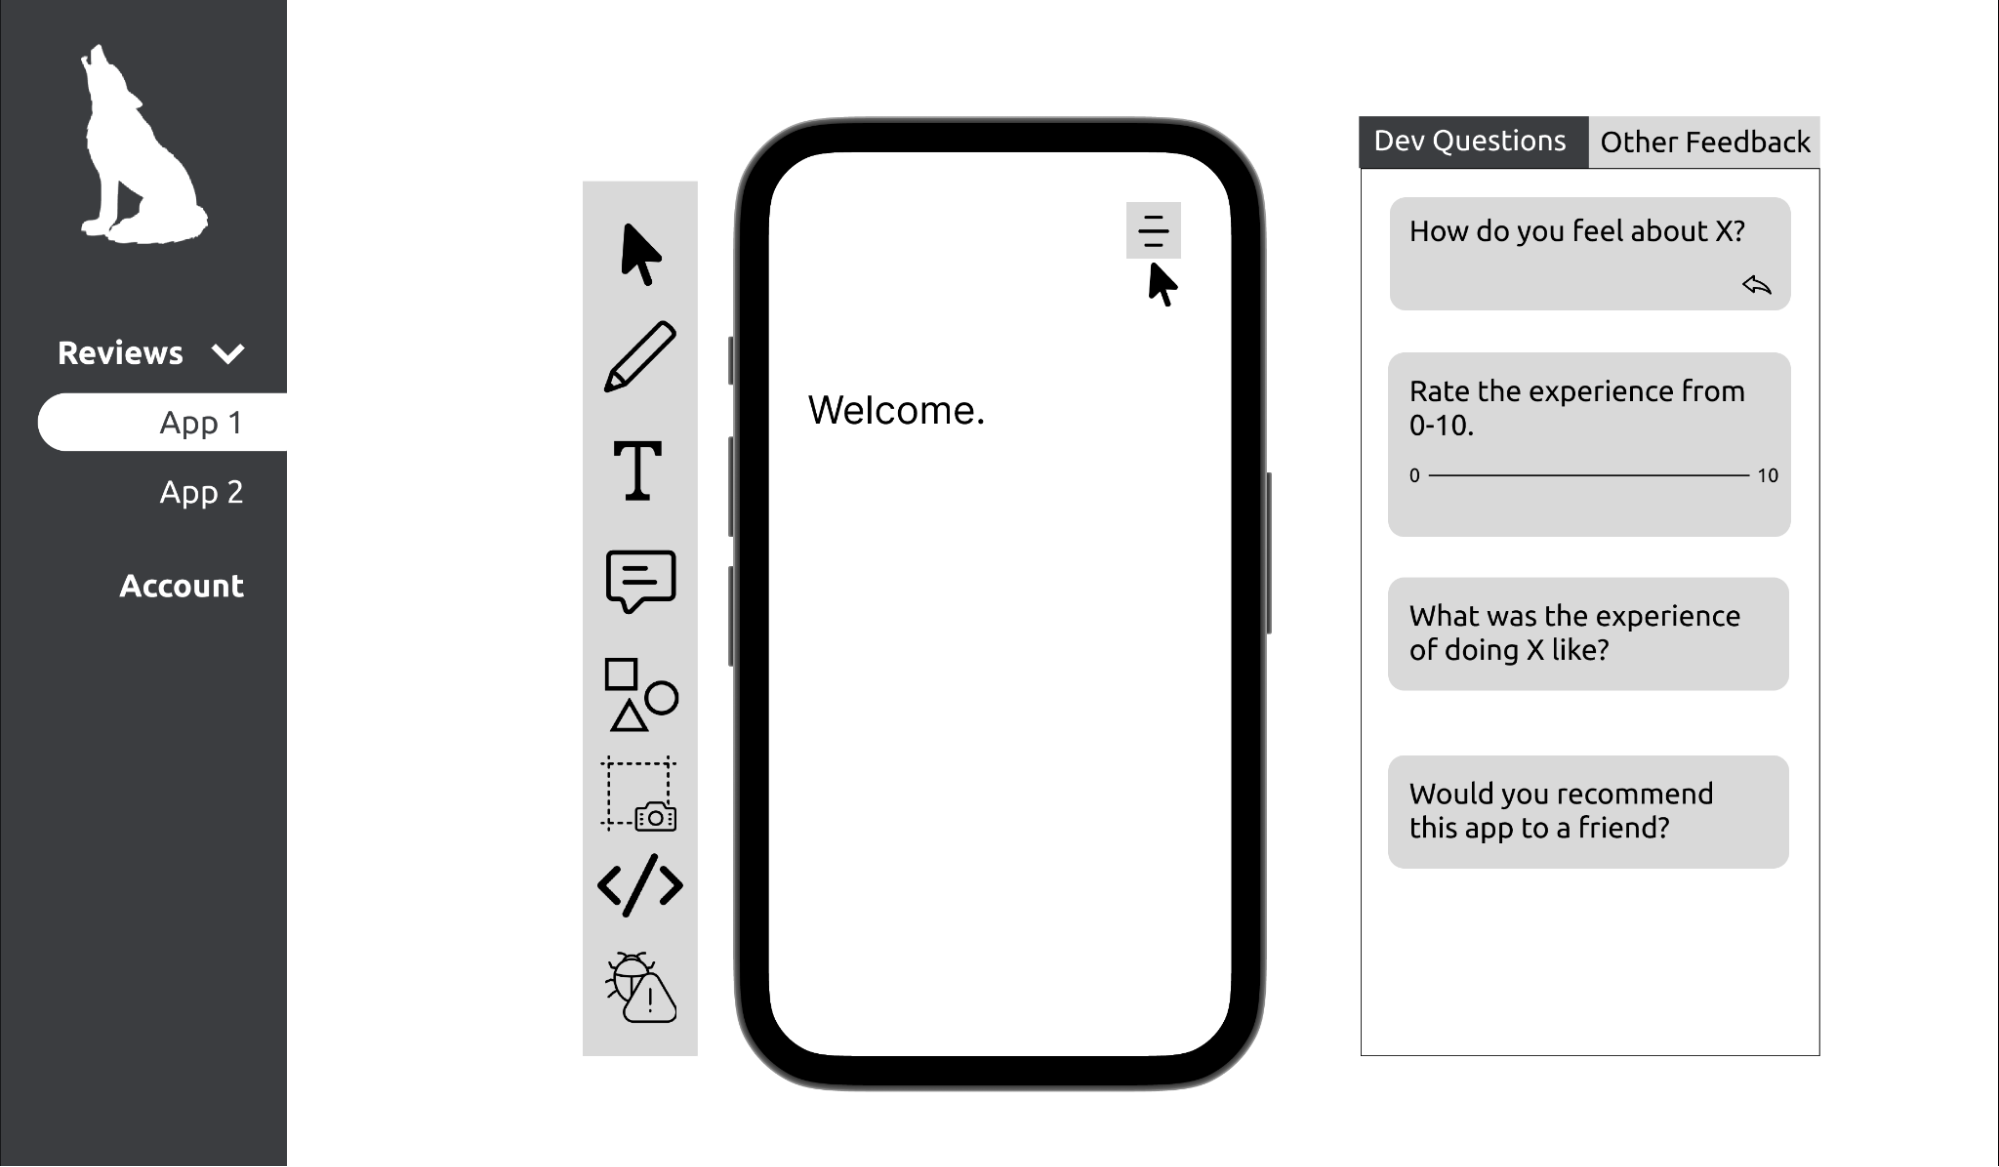 Reviews
App 1
App 2
Account
T
Welcome.
Dev Questions
Other Feedback
How do you feel about X?
Rate the experience from
0-10.
0
10
What was the experience
of doing X like?
Would you recommend
this app to a friend?